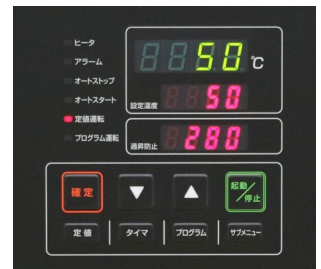 ヒータ
アラーム
オートストップ
オートスタート
定値運転
プログラム運転
50 ℃
設定温度 50
過昇防止 280
確定
▼
▲
起動/停止
定値
タイマ
プログラム
サブメニュー